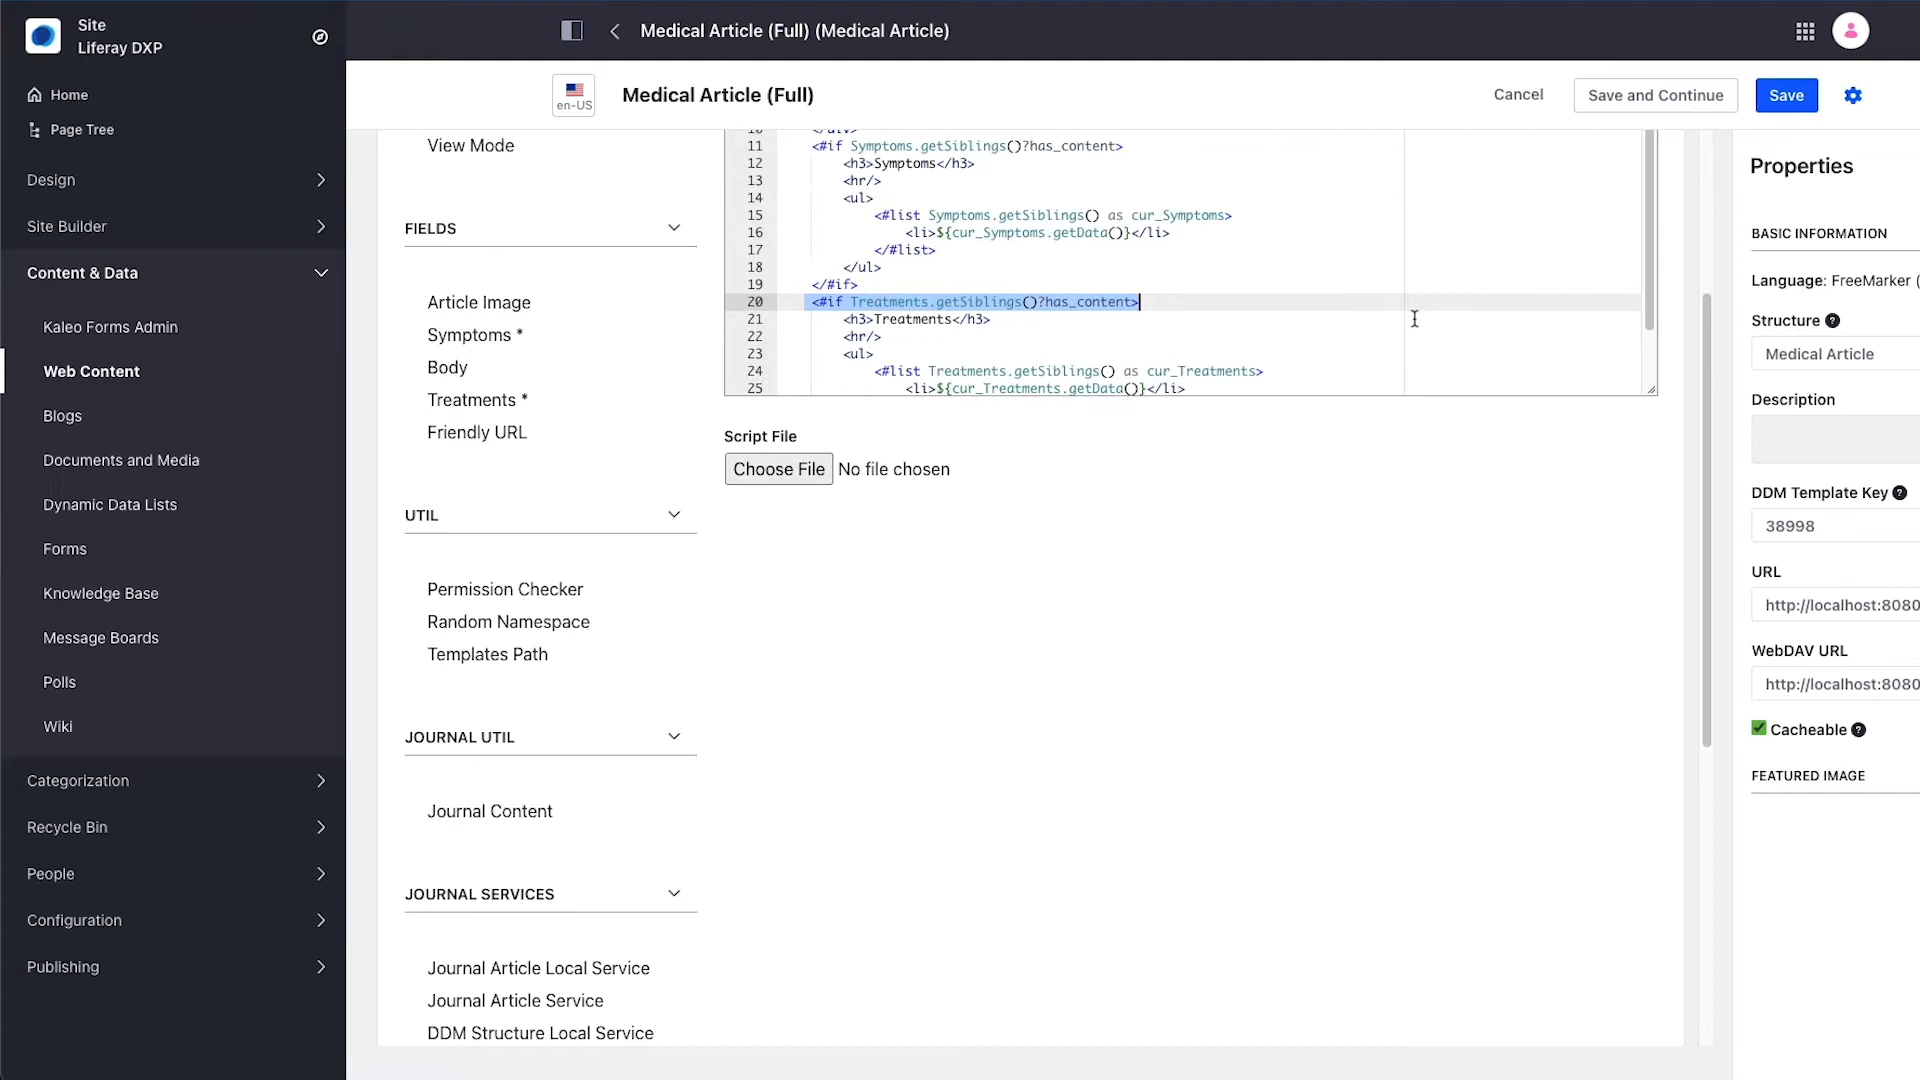 Site
Liferay DXP
Home
Page Tree
Design
Site Builder
Content & Data
Kaleo Forms Admin
Web Content
Blogs
Documents and Media
Dynamic Data Lists
Forms
Knowledge Base
Message Boards
Polls
Wiki
Categorization
Recycle Bin
People
Configuration
Publishing
Medical Article (Full) (Medical Article)
en-US
Medical Article (Full)
Cancel
Save and Continue
Save
View Mode
FIELDS
Article Image
Symptoms *
Body
Treatments *
Friendly URL
UTIL
Permission Checker
Random Namespace
Templates Path
JOURNAL UTIL
Journal Content
JOURNAL SERVICES
Journal Article Local Service
Journal Article Service
DDM Structure Local Service
10 </div>
11 <#if Symptoms.getSiblings()?has_content>
12 <h3>Symptoms</h3>
13 <hr/>
14 <ul>
15 <#list Symptoms.getSiblings() as cur_Symptoms>
16 <li>${cur_Symptoms.getData()}</li>
17 </#list>
18 </ul>
19 </#if>
20 <#if Treatments.getSiblings()?has_content>
21 <h3>Treatments</h3>
22 <hr/>
23 <ul>
24 <#list Treatments.getSiblings() as cur_Treatments>
25 <li>${cur_Treatments.getData()}</li>
Script File
Choose File No file chosen
Properties
BASIC INFORMATION
Language: FreeMarker (
Structure ?
Medical Article
Description
DDM Template Key ?
38998
URL
http://localhost:8080
WebDAV URL
http://localhost:8080
Cacheable ?
FEATURED IMAGE